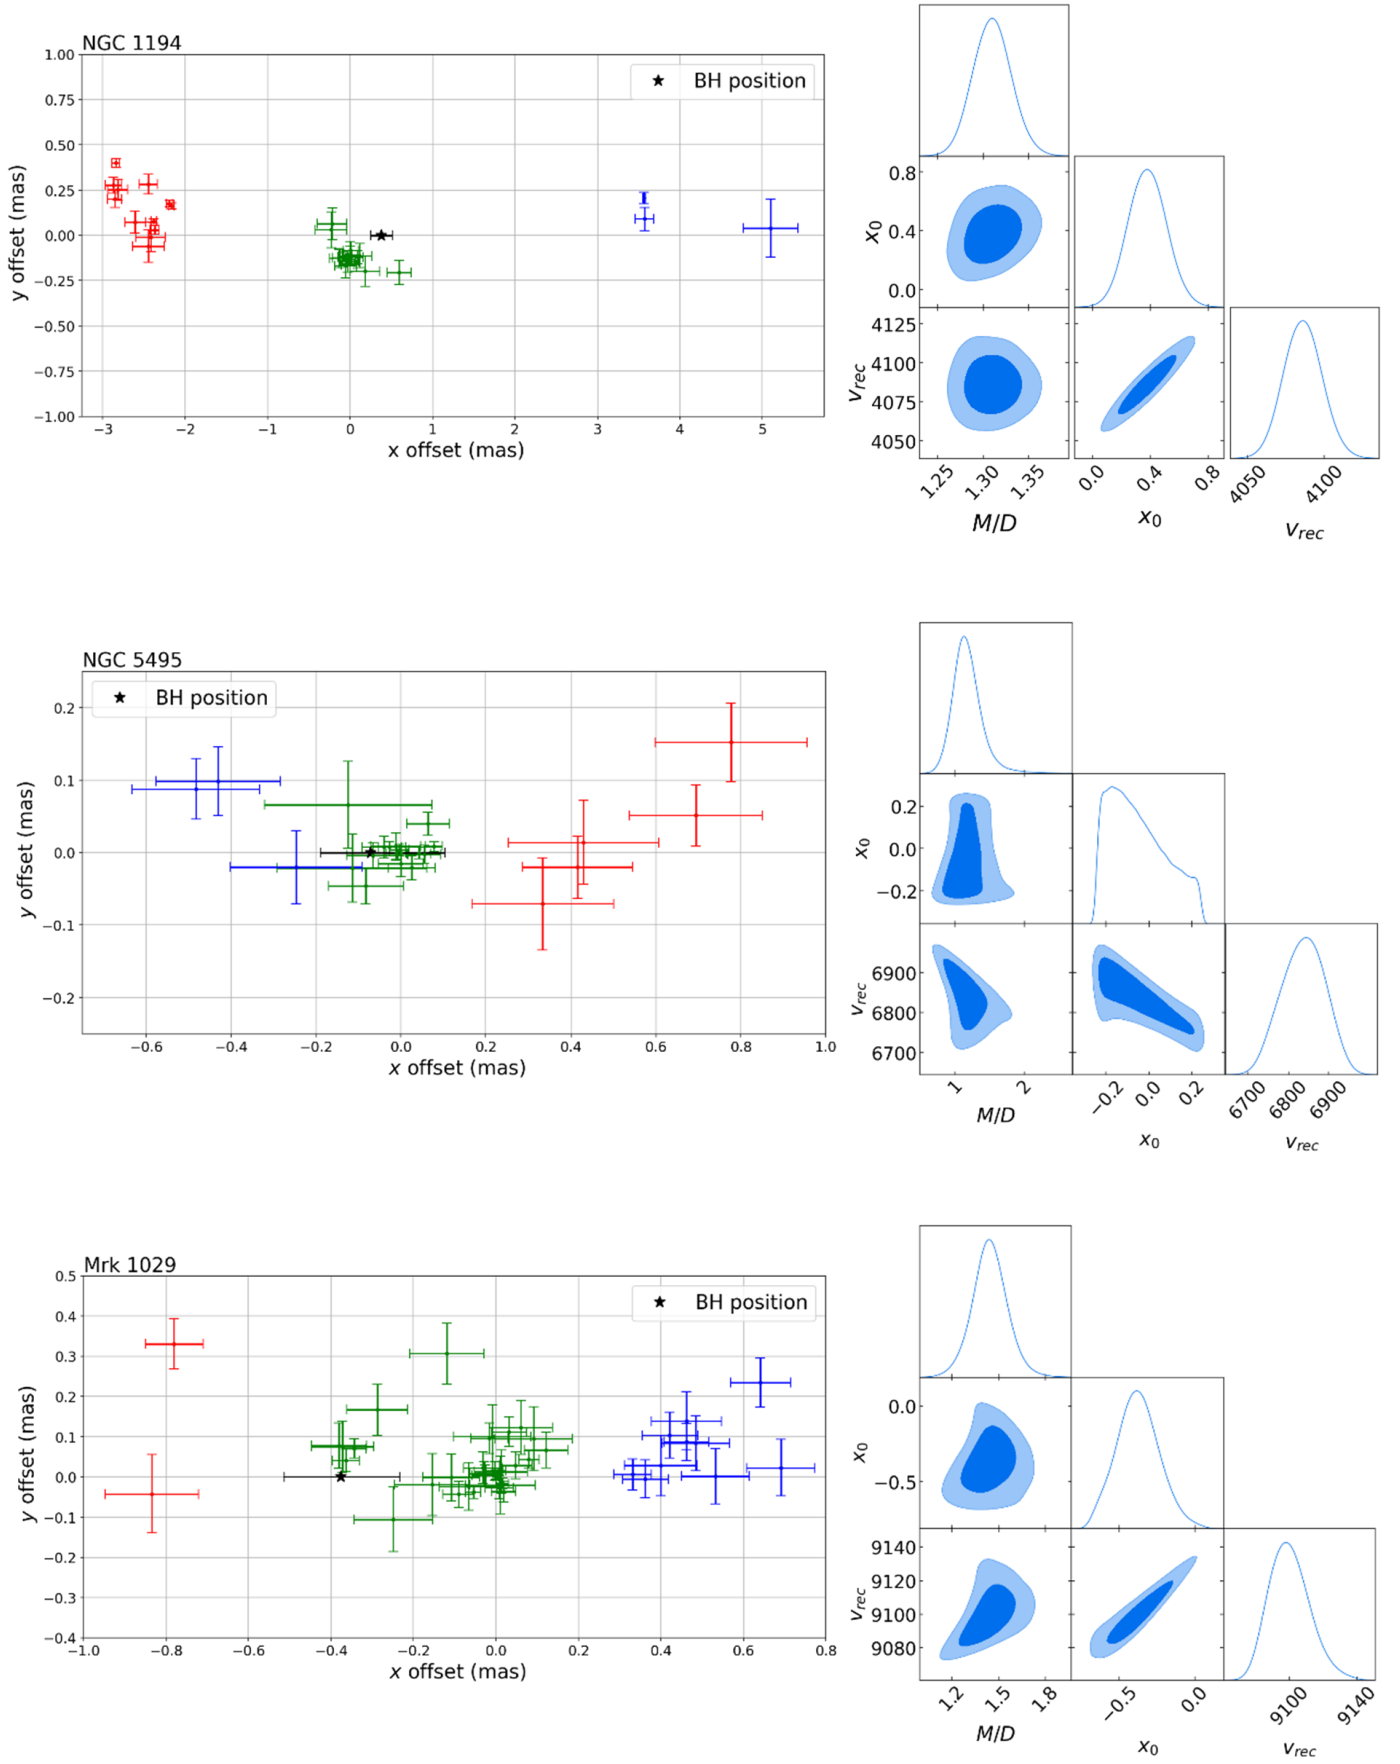 NGC 1194
★ BH position
1.00
0.75
0.50
0.25
0.00
−0.25
−0.50
−0.75
−1.00
y offset (mas)
−3 −2 −1 0 1 2 3 4 5
x offset (mas)
x₀
0.8
0.4
0.0
v_rec
4125
4100
4075
4050
1.25 1.30 1.35 0.0 0.4 0.8 4050 4100
M/D x₀ v_rec
NGC 5495
★ BH position
0.2
0.1
0.0
−0.1
−0.2
y offset (mas)
−0.6 −0.4 −0.2 0.0 0.2 0.4 0.6 0.8 1.0
x offset (mas)
x₀
0.2
0.0
−0.2
v_rec
6900
6800
6700
1 2 −0.2 0.0 0.2 6700 6800 6900
M/D x₀ v_rec
Mrk 1029
★ BH position
0.5
0.4
0.3
0.2
0.1
0.0
−0.1
−0.2
−0.3
−0.4
y offset (mas)
−1.0 −0.8 −0.6 −0.4 −0.2 0.0 0.2 0.4 0.6 0.8
x offset (mas)
x₀
0.0
−0.5
v_rec
9140
9120
9100
9080
1.2 1.5 1.8 −0.5 0.0 9100 9140
M/D x₀ v_rec